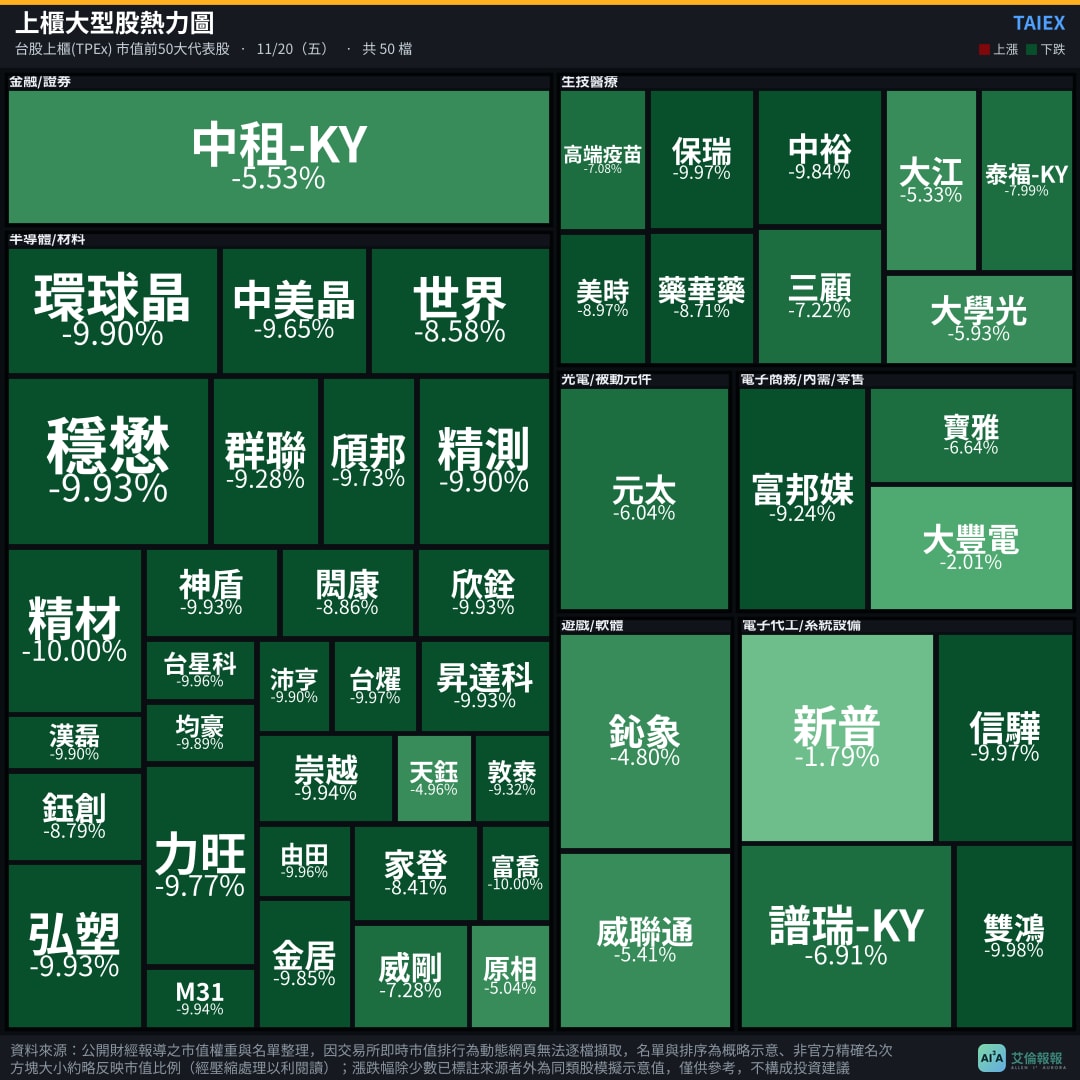 上櫃大型股熱力圖
TAIEX
台股上櫃(TPEx) 市值前50大代表股 · 11/20（五） · 共 50 檔
上漲 下跌
金融/證券
中租-KY
-5.53%
半導體/材料
環球晶
-9.90%
中美晶
-9.65%
世界
-8.58%
穩懋
-9.93%
群聯
-9.28%
頎邦
-9.73%
精測
-9.90%
精材
-10.00%
神盾
-9.93%
閎康
-8.86%
欣銓
-9.93%
台星科
-9.96%
沛亨
-9.90%
台燿
-9.97%
昇達科
-9.93%
漢磊
-9.90%
均豪
-9.89%
崇越
-9.94%
天鈺
-4.96%
敦泰
-9.32%
鈺創
-8.79%
力旺
-9.77%
由田
-9.96%
家登
-8.41%
富喬
-10.00%
弘塑
-9.93%
M31
-9.94%
金居
-9.85%
威剛
-7.28%
原相
-5.04%
生技醫療
高端疫苗
-7.08%
保瑞
-9.97%
中裕
-9.84%
大江
-5.33%
泰福-KY
-7.99%
美時
-8.97%
藥華藥
-8.71%
三顧
-7.22%
大學光
-5.93%
光電/被動元件
元太
-6.04%
電子商務/內需/零售
富邦媒
-9.24%
寶雅
-6.64%
大豐電
-2.01%
遊戲/軟體
鈊象
-4.80%
威聯通
-5.41%
電子代工/系統設備
新普
-1.79%
信驊
-9.97%
譜瑞-KY
-6.91%
雙鴻
-9.98%
資料來源：公開財經報導之市值權重與名單整理，因交易所即時市值排行為動態網頁無法逐檔擷取，名單與排序為概略示意、非官方精確名次
方塊大小約略反映市值比例（經壓縮處理以利閱讀）；漲跌幅除少數已標註來源者外為同類股模擬示意值，僅供參考，不構成投資建議
艾倫報報